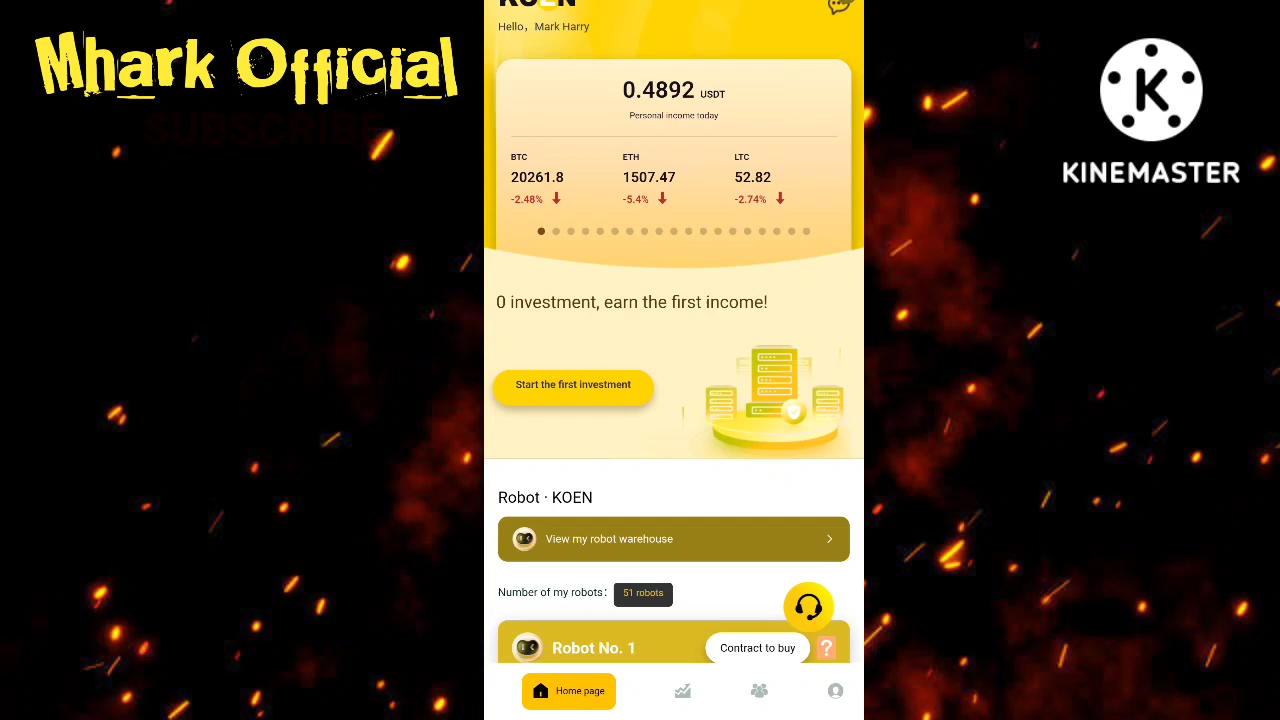 Mhark Official
SUBSCRIBE
KINEMASTER
KOEN
Hello，Mark Harry
0.4892 USDT
Personal income today
BTC ETH LTC
20261.8 1507.47 52.82
-2.48% -5.4% -2.74%
0 investment, earn the first income!
Start the first investment
Robot · KOEN
View my robot warehouse
Number of my robots： 51 robots
Robot No. 1 Contract to buy ?
Home page